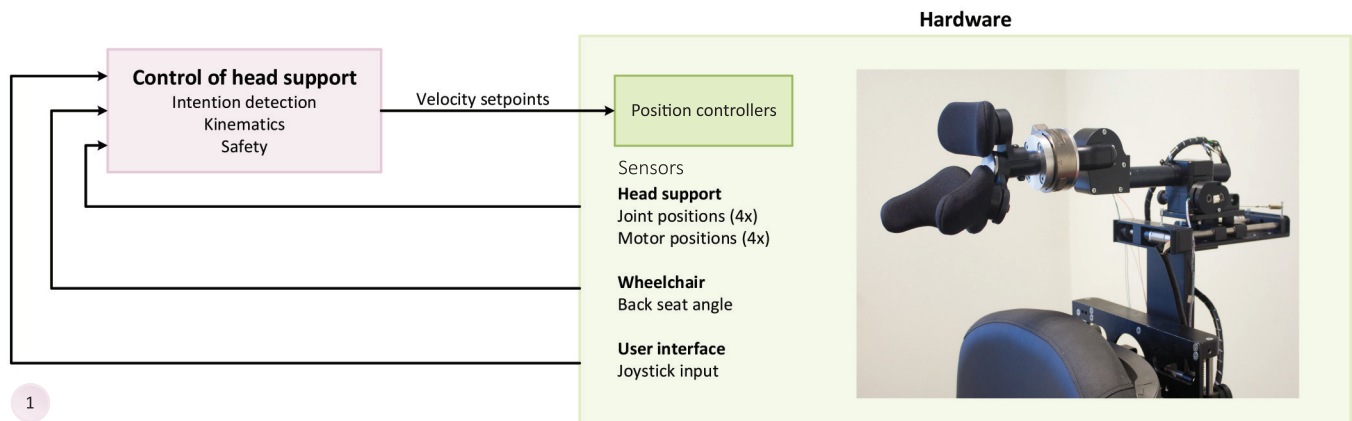 Hardware
Control of head support
Intention detection
Kinematics
Safety
Velocity setpoints
Position controllers
Sensors
Head support
Joint positions (4x)
Motor positions (4x)
Wheelchair
Back seat angle
User interface
Joystick input
1